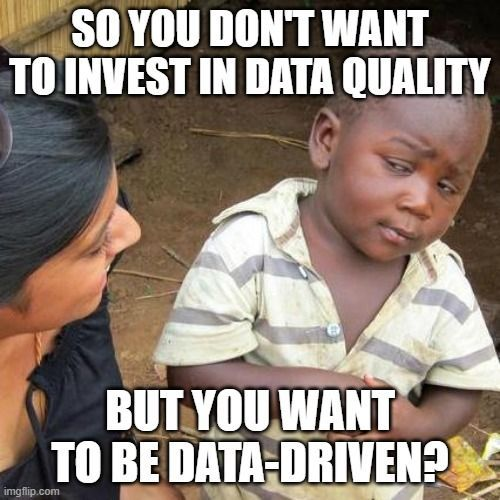 SO YOU DON'T WANT
TO INVEST IN DATA QUALITY
BUT YOU WANT
TO BE DATA-DRIVEN?
imgflip.com